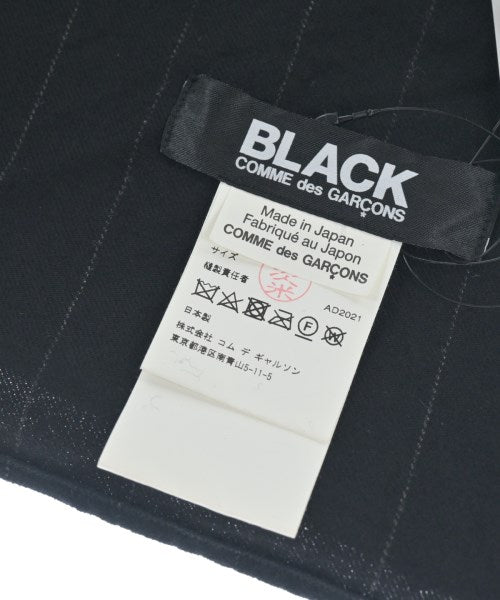 BLACK
COMME des GARÇONS
Made in Japan
Fabriqué au Japon
COMME des GARÇONS
サイズ
縫製責任者
AD2021
F
W
日本製
株式会社 コム デ ギャルソン
東京都港区南青山5-11-5